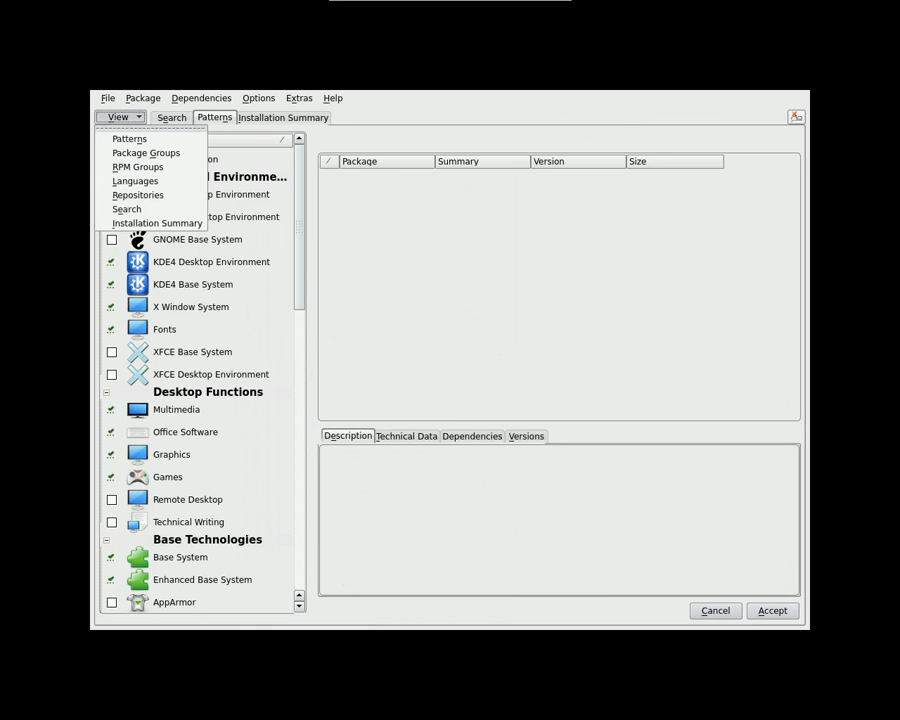 File Package Dependencies Options Extras Help
View Search Patterns Installation Summary
Patterns
Package Groups
RPM Groups
Languages
Repositories
Search
Installation Summary
Package Summary Version Size
GNOME Base System
KDE4 Desktop Environment
KDE4 Base System
X Window System
Fonts
XFCE Base System
XFCE Desktop Environment
Desktop Functions
Multimedia
Office Software
Graphics
Games
Remote Desktop
Technical Writing
Base Technologies
Base System
Enhanced Base System
AppArmor
Description Technical Data Dependencies Versions
Cancel Accept